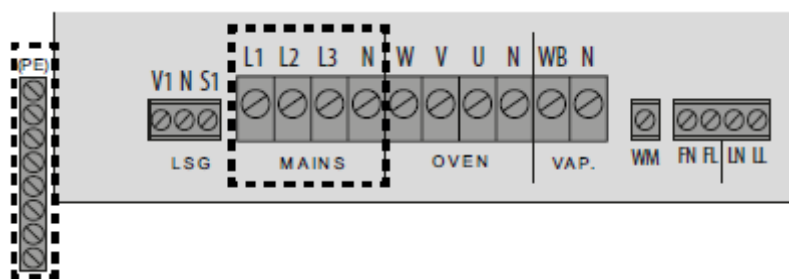 (PE)
V1 N S1
L1 L2 L3 N W V U N WB N
LSG MAINS OVEN VAP.
WM FN FL LN LL